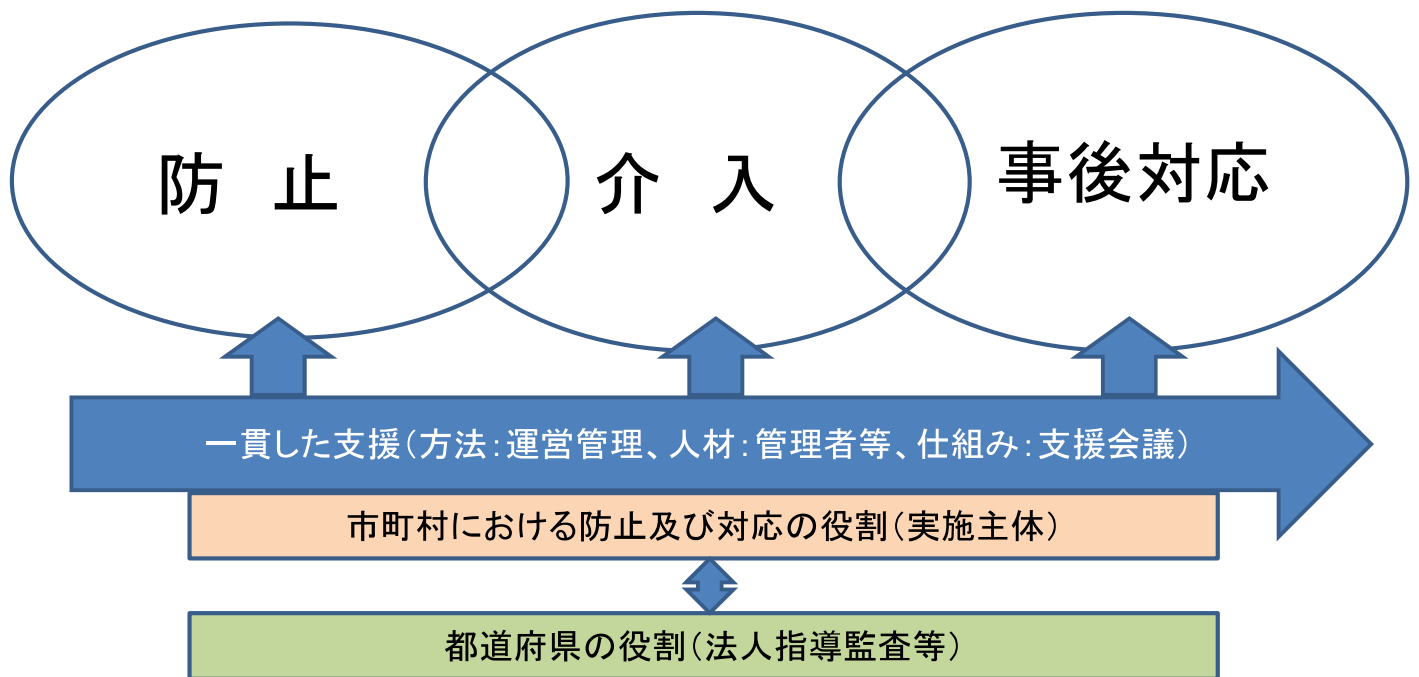 防　止
介　入
事後対応
一貫した支援（方法：運営管理、人材：管理者等、仕組み：支援会議）
市町村における防止及び対応の役割（実施主体）
都道府県の役割（法人指導監査等）